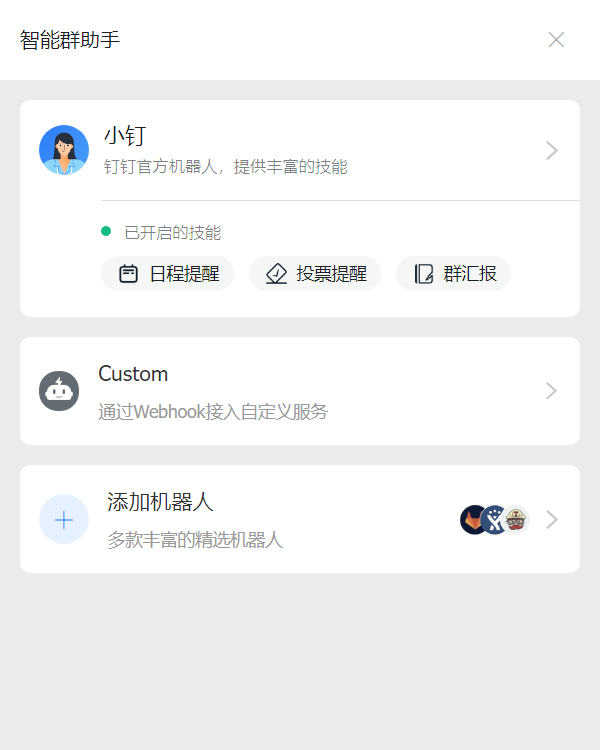 智能群助手
小钉
钉钉官方机器人，提供丰富的技能
已开启的技能
日程提醒 投票提醒 群汇报
Custom
通过Webhook接入自定义服务
添加机器人
多款丰富的精选机器人